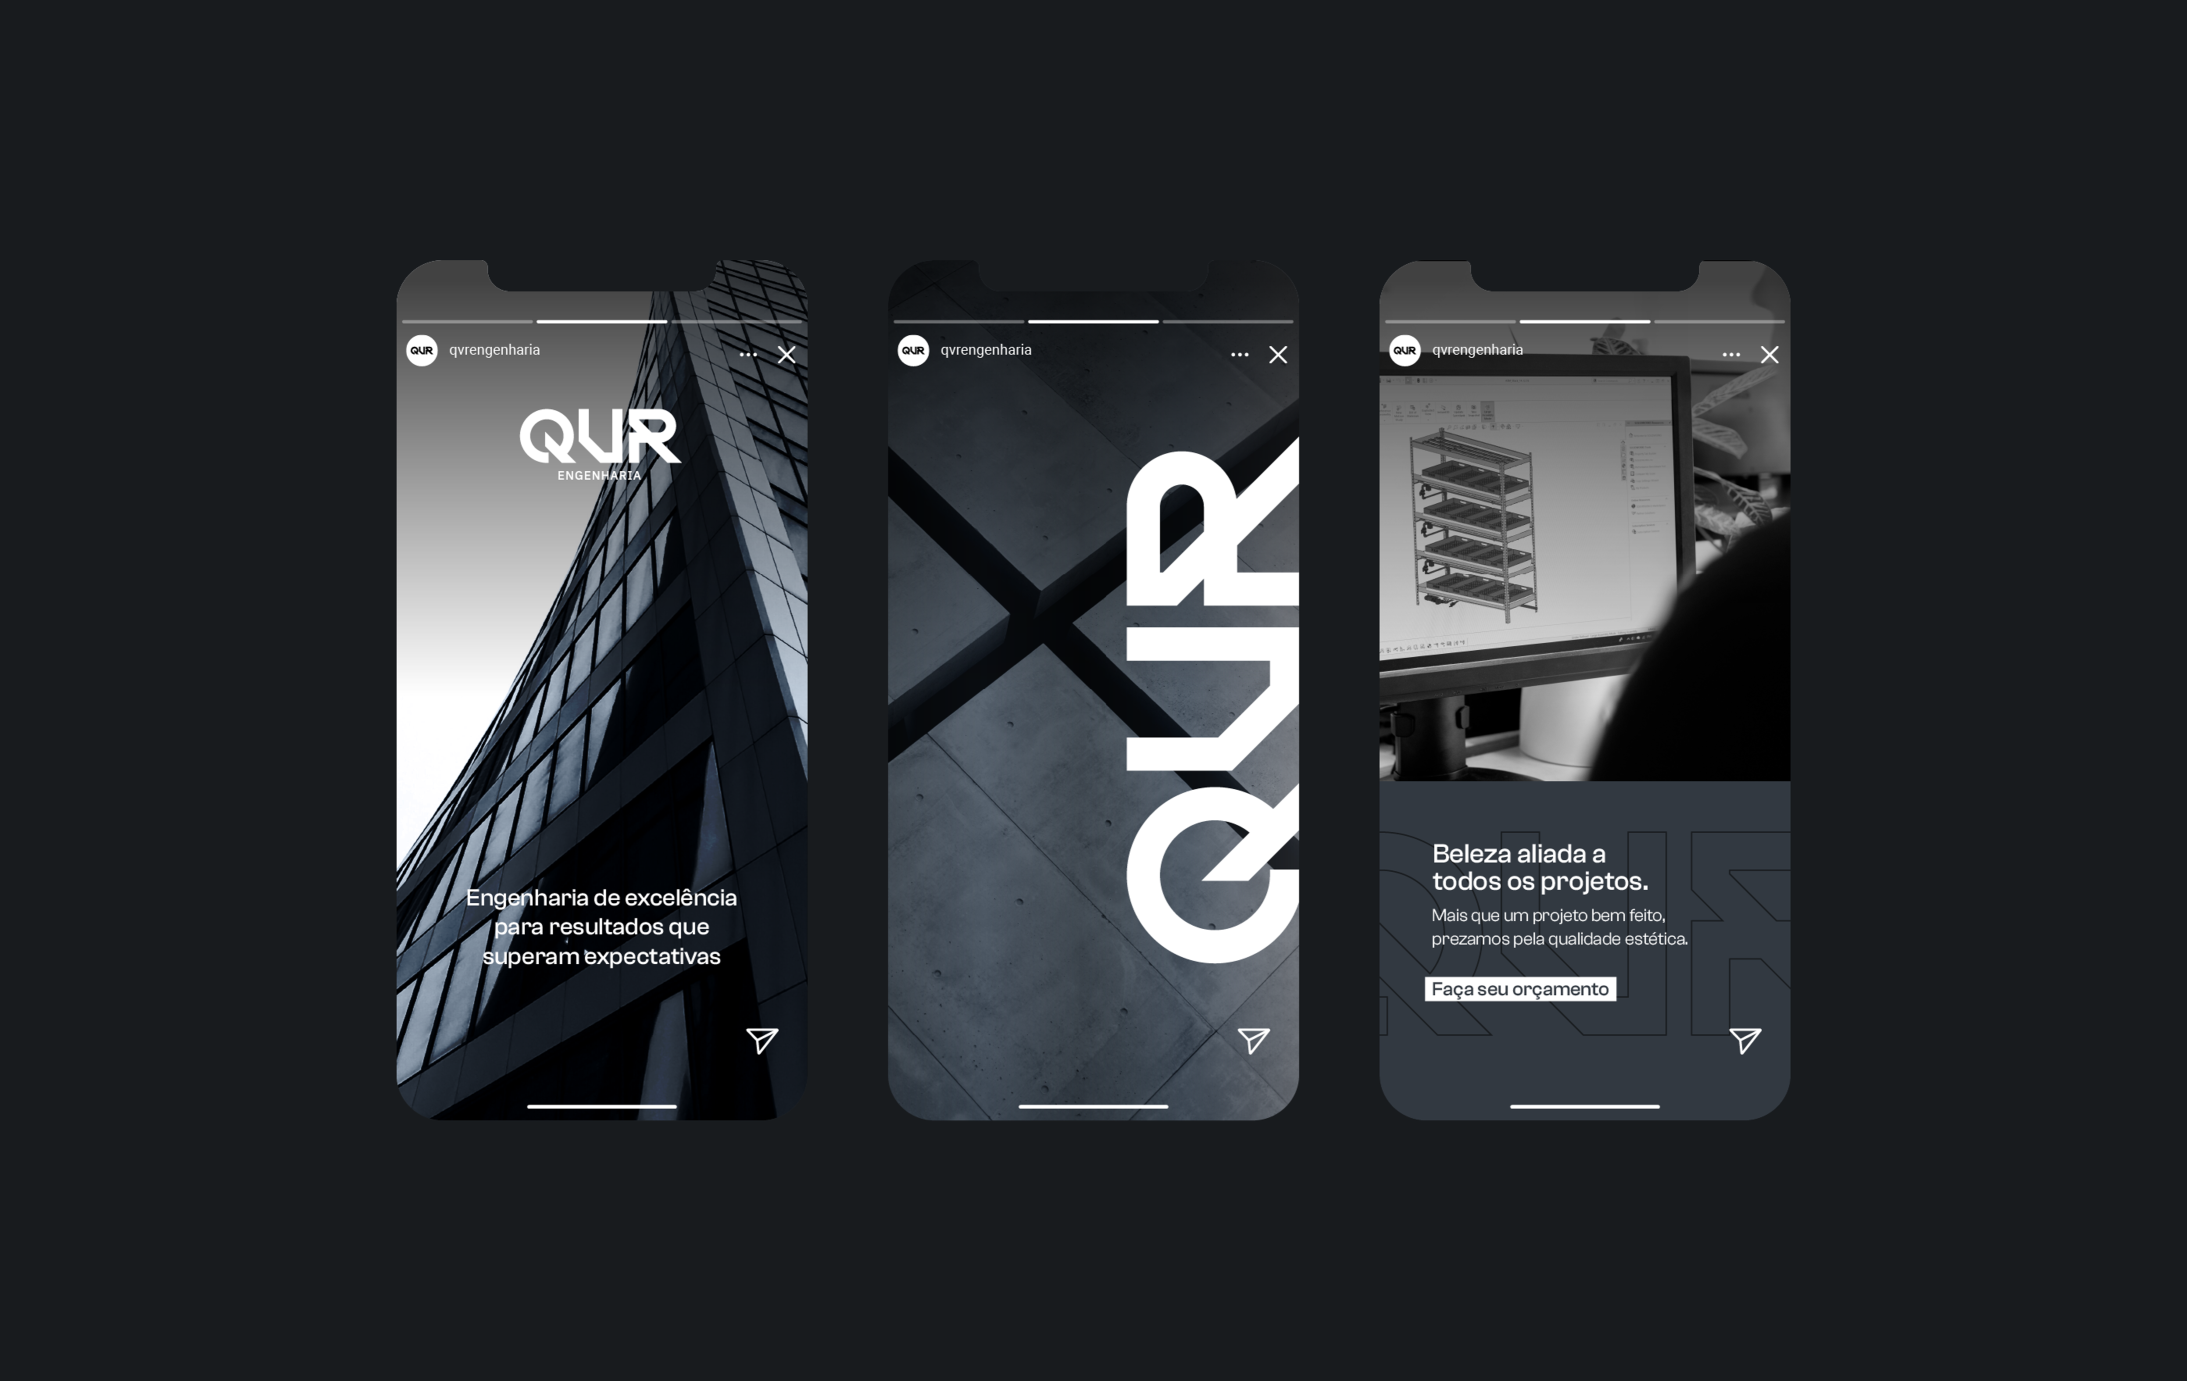 QVR
qvrengenharia
QVR
ENGENHARIA
Engenharia de excelência
para resultados que
superam expectativas
QVR
qvrengenharia
QVR
QVR
qvrengenharia
Beleza aliada a
todos os projetos.
Mais que um projeto bem feito,
prezamos pela qualidade estética.
Faça seu orçamento
QVR